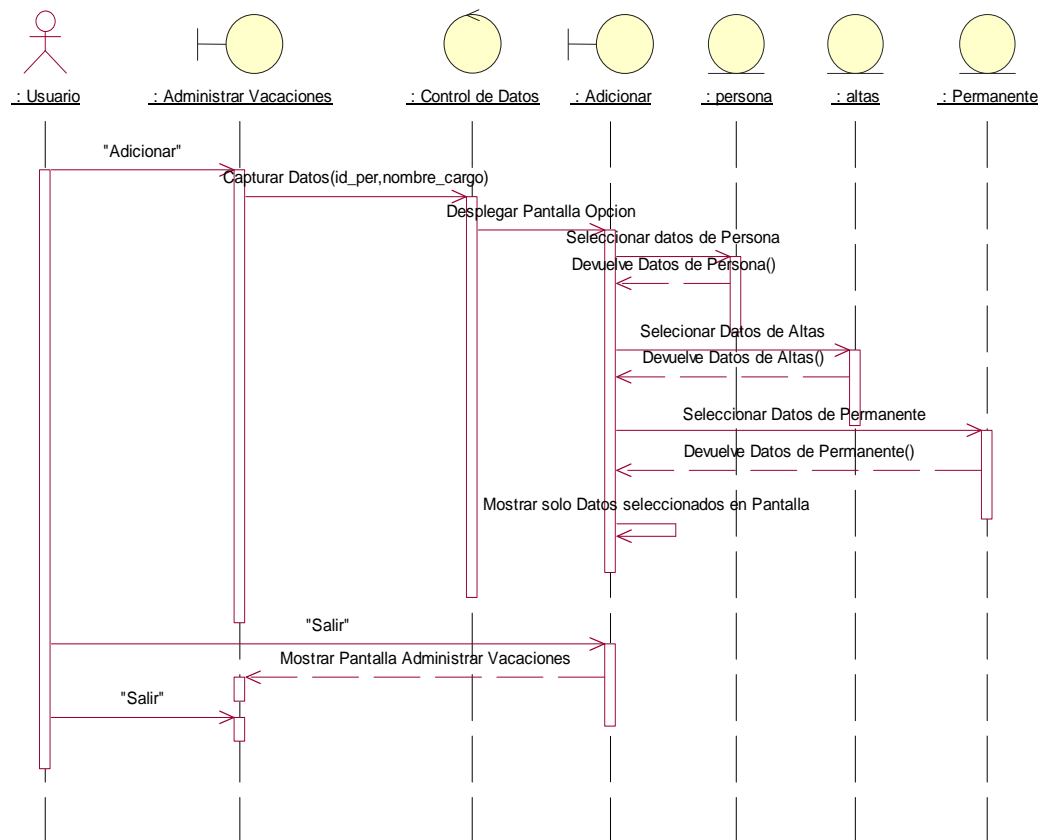 : Usuario
: Administrar Vacaciones
: Control de Datos
: Adicionar
: persona
: altas
: Permanente
"Adicionar"
Capturar Datos(id_per,nombre_cargo)
Desplegar Pantalla Opcion
Seleccionar datos de Persona
Devuelve Datos de Persona()
Selecionar Datos de Altas
Devuelve Datos de Altas()
Seleccionar Datos de Permanente
Devuelve Datos de Permanente()
Mostrar solo Datos seleccionados en Pantalla
"Salir"
Mostrar Pantalla Administrar Vacaciones
"Salir"